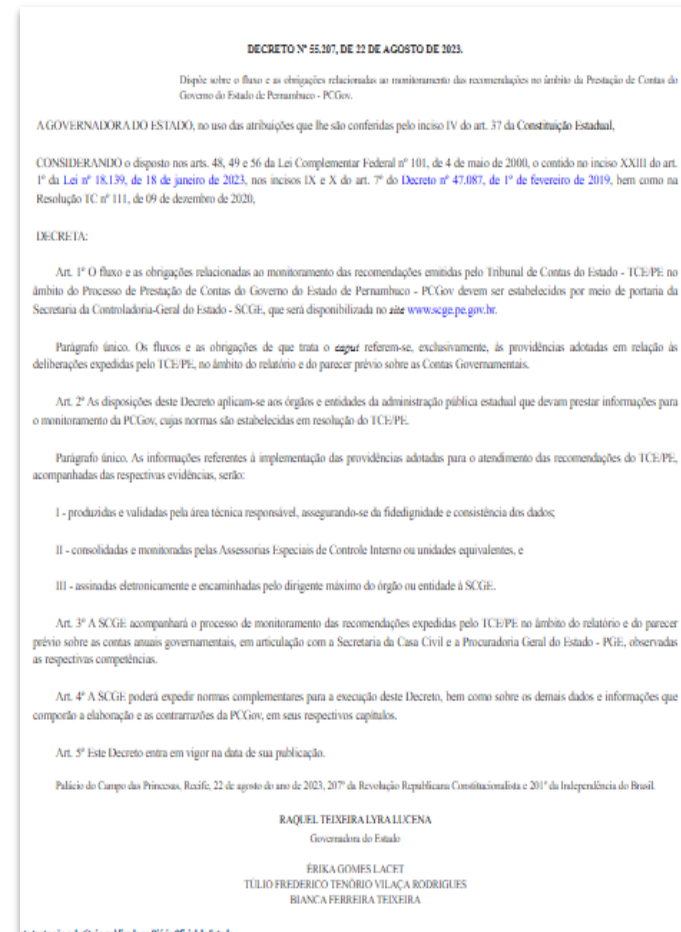 DECRETO Nº 55.207, DE 22 DE AGOSTO DE 2023.
Dispõe sobre o fluxo e as obrigações relacionadas ao monitoramento das recomendações no âmbito da Prestação de Contas do
Governo do Estado de Pernambuco - PCGov.
A GOVERNADORA DO ESTADO, no uso das atribuições que lhe são conferidas pelo inciso IV do art. 37 da Constituição Estadual,
CONSIDERANDO o disposto nos arts. 48, 49 e 56 da Lei Complementar Federal nº 101, de 4 de maio de 2000, o contido no inciso XXIII do art.
1º da Lei nº 18.139, de 18 de janeiro de 2023, nos incisos IX e X do art. 7º do Decreto nº 47.087, de 1º de fevereiro de 2019, bem como na
Resolução TC nº 111, de 09 de dezembro de 2020,
DECRETA:
Art. 1º O fluxo e as obrigações relacionadas ao monitoramento das recomendações emitidas pelo Tribunal de Contas do Estado - TCE/PE no
âmbito do Processo de Prestação de Contas do Governo do Estado de Pernambuco - PCGov devem ser estabelecidos por meio de portaria da
Secretaria da Controladoria-Geral do Estado - SCGE, que será disponibilizada no site www.scge.pe.gov.br.
Parágrafo único. Os fluxos e as obrigações de que trata o caput referem-se, exclusivamente, às providências adotadas em relação às
deliberações expedidas pelo TCE/PE, no âmbito do relatório e do parecer prévio sobre as Contas Governamentais.
Art. 2º As disposições deste Decreto aplicam-se aos órgãos e entidades da administração pública estadual que devam prestar informações para
o monitoramento da PCGov, cujas normas são estabelecidas em resolução do TCE/PE.
Parágrafo único. As informações referentes à implementação das providências adotadas para o atendimento das recomendações do TCE/PE,
acompanhadas das respectivas evidências, serão:
I - produzidas e validadas pela área técnica responsável, assegurando-se da fidedignidade e consistência dos dados;
II - consolidadas e monitoradas pelas Assessorias Especiais de Controle Interno ou unidades equivalentes, e
III - assinadas eletronicamente e encaminhadas pelo dirigente máximo do órgão ou entidade à SCGE.
Art. 3º A SCGE acompanhará o processo de monitoramento das recomendações expedidas pelo TCE/PE no âmbito do relatório e do parecer
prévio sobre as contas anuais governamentais, em articulação com a Secretaria da Casa Civil e a Procuradoria Geral do Estado - PGE, observadas
as respectivas competências.
Art. 4º A SCGE poderá expedir normas complementares para a execução deste Decreto, bem como sobre os demais dados e informações que
comporão a elaboração e as contrarrazões da PCGov, em seus respectivos capítulos.
Art. 5º Este Decreto entra em vigor na data de sua publicação.
Palácio do Campo das Princesas, Recife, 22 de agosto do ano de 2023, 207º da Revolução Republicana Constitucionalista e 201º da Independência do Brasil.
RAQUEL TEIXEIRA LYRA LUCENA
Governadora do Estado
ÉRIKA GOMES LACET
TÚLIO FREDERICO TENÓRIO VILAÇA RODRIGUES
BIANCA FERREIRA TEIXEIRA